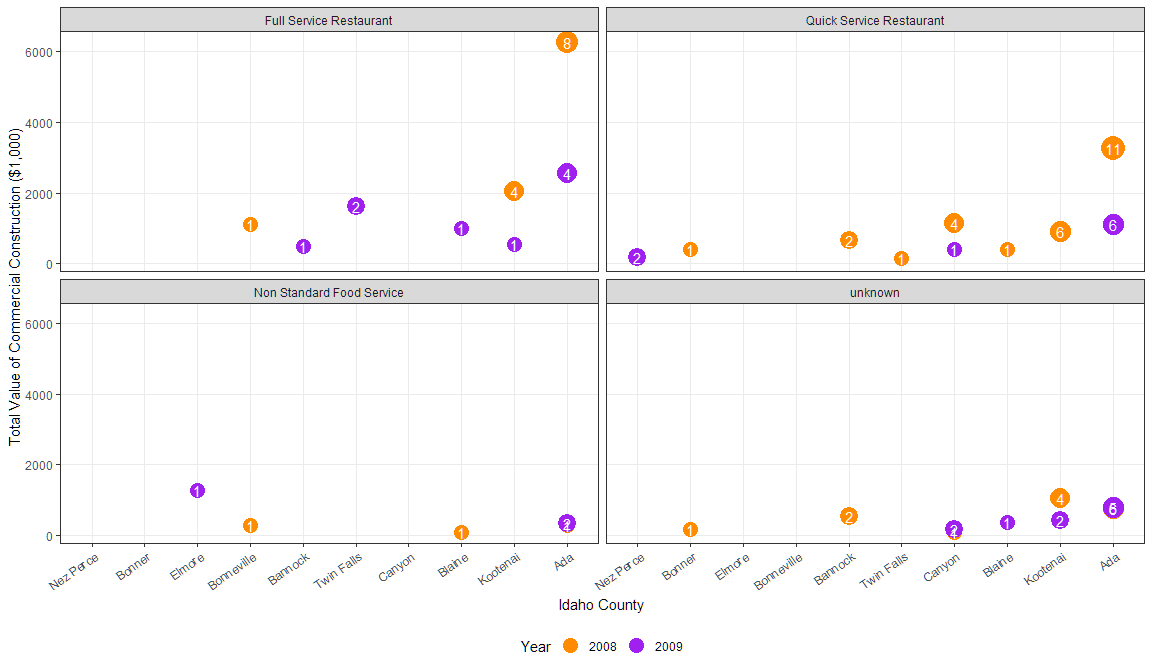 Full Service Restaurant
Quick Service Restaurant
Total Value of Commercial Construction ($1,000)
6000
4000
2000
0
8
4
4
2
1
1
1
1
11
6
6
4
2
2
1
1
1
1
Non Standard Food Service
unknown
6000
4000
2000
0
1
1
1
2
1
2
4
2
1
2
6
Nez Perce
Bonner
Elmore
Bonneville
Bannock
Twin Falls
Canyon
Blaine
Kootenai
Ada
Nez Perce
Bonner
Elmore
Bonneville
Bannock
Twin Falls
Canyon
Blaine
Kootenai
Ada
Idaho County
Year 2008 2009